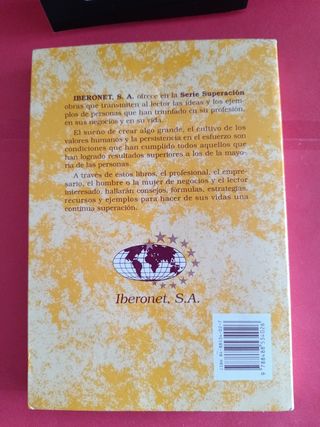 IBERONET, S. A. ofrece en la Serie Superación
obras que transmiten al lector las ideas y los ejem-
plos de personas que han triunfado en su profesión,
en sus negocios y en su vida.
El sueño de crear algo grande, el cultivo de los
valores humanos y la persistencia en el esfuerzo son
condiciones que han cumplido todos aquellos que
han logrado resultados superiores a los de la mayo-
ría de las personas.
A través de estos libros, el profesional, el empre-
sario, el hombre o la mujer de negocios y el lector
interesado, hallarán consejos, fórmulas, estrategias,
recursos y ejemplos para hacer de sus vidas una
continua superación.
Iberonet, S.A.